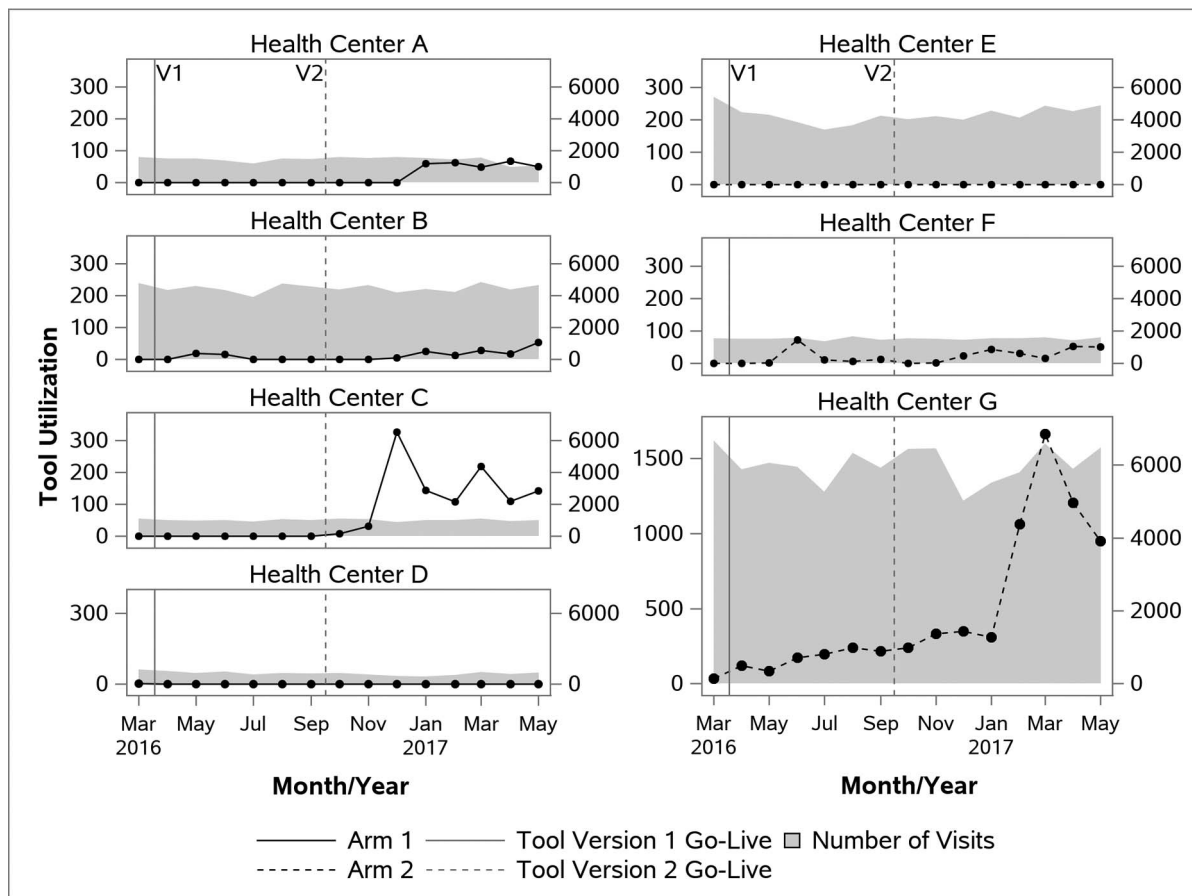 Health Center A
V1 V2
300 6000
200 4000
100 2000
0 0
Health Center B
300 6000
200 4000
100 2000
0 0
Health Center C
300 6000
200 4000
100 2000
0 0
Health Center D
300 6000
0 0
Mar May Jul Sep Nov Jan Mar May
2016 2017
Month/Year
Tool Utilization
Health Center E
V1 V2
300 6000
200 4000
100 2000
0 0
Health Center F
300 6000
200 4000
100 2000
0 0
Health Center G
1500 6000
1000 4000
500 2000
0 0
Mar May Jul Sep Nov Jan Mar May
2016 2017
Month/Year
Arm 1 Tool Version 1 Go-Live Number of Visits
Arm 2 Tool Version 2 Go-Live